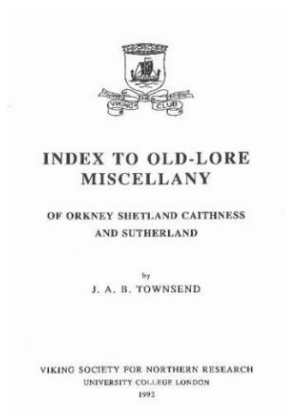 VIKING CLUB
INDEX TO OLD-LORE
MISCELLANY
OF ORKNEY SHETLAND CAITHNESS
AND SUTHERLAND
by
J. A. B. TOWNSEND
VIKING SOCIETY FOR NORTHERN RESEARCH
UNIVERSITY COLLEGE LONDON
1992